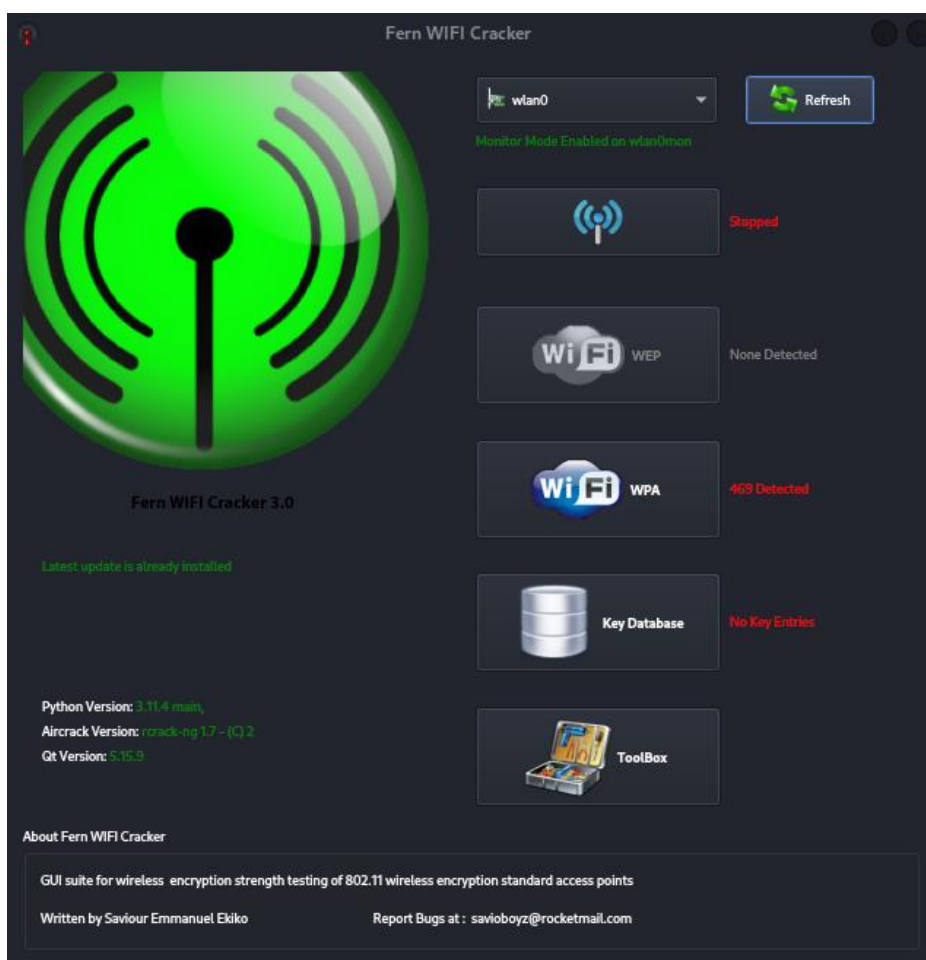 Fern WIFI Cracker
wlan0
Refresh
Monitor Mode Enabled on wlan0mon
Stopped
WiFi WEP
None Detected
WiFi WPA
469 Detected
Fern WIFI Cracker 3.0
Latest update is already installed
Key Database
No Key Entries
Python Version: 3.11.4 main,
Aircrack Version: rcrack-ng 1.7 - (C) 2
Qt Version: 5.15.9
ToolBox
About Fern WIFI Cracker
GUI suite for wireless encryption strength testing of 802.11 wireless encryption standard access points
Written by Saviour Emmanuel Ekiko
Report Bugs at : savioboyz@rocketmail.com